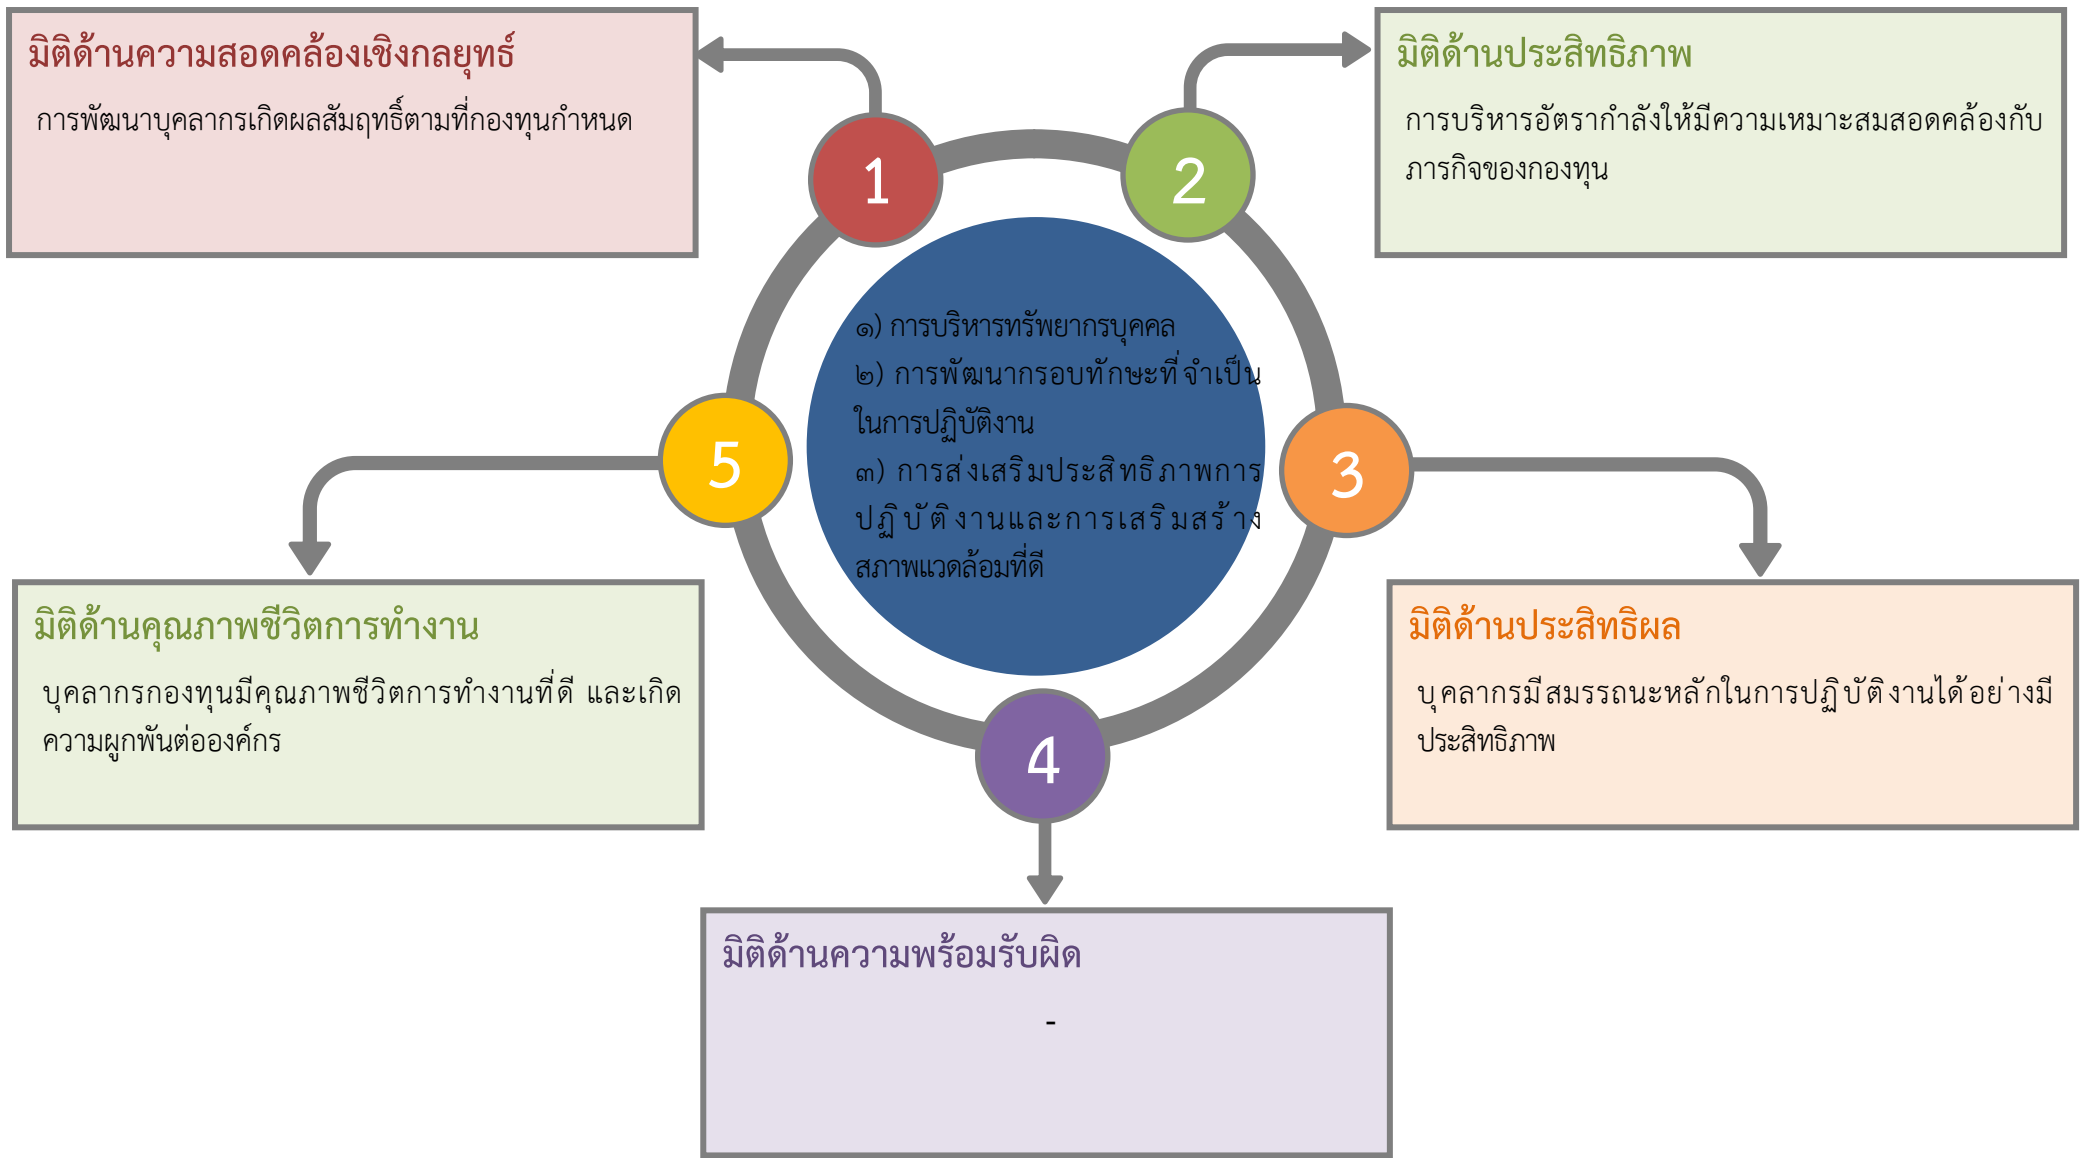 มิติด้านความสอดคล้องเชิงกลยุทธ์
การพัฒนาบุคลากรเกิดผลสัมฤทธิ์ตามที่กองทุนกำหนด
1
2
มิติด้านประสิทธิภาพ
การบริหารอัตรากำลังให้มีความเหมาะสมสอดคล้องกับ
ภารกิจของกองทุน
๑) การบริหารทรัพยากรบุคคล
๒) การพัฒนากรอบทักษะที่จำเป็น
ในการปฏิบัติงาน
๓) การส่งเสริมประสิทธิภาพการ
ปฏิบัติงานและการเสริมสร้าง
สภาพแวดล้อมที่ดี
5
3
มิติด้านคุณภาพชีวิตการทำงาน
บุคลากรกองทุนมีคุณภาพชีวิตการทำงานที่ดี และเกิด
ความผูกพันต่อองค์กร
มิติด้านประสิทธิผล
บุคลากรมีสมรรถนะหลักในการปฏิบัติงานได้อย่างมี
ประสิทธิภาพ
4
มิติด้านความพร้อมรับผิด
-